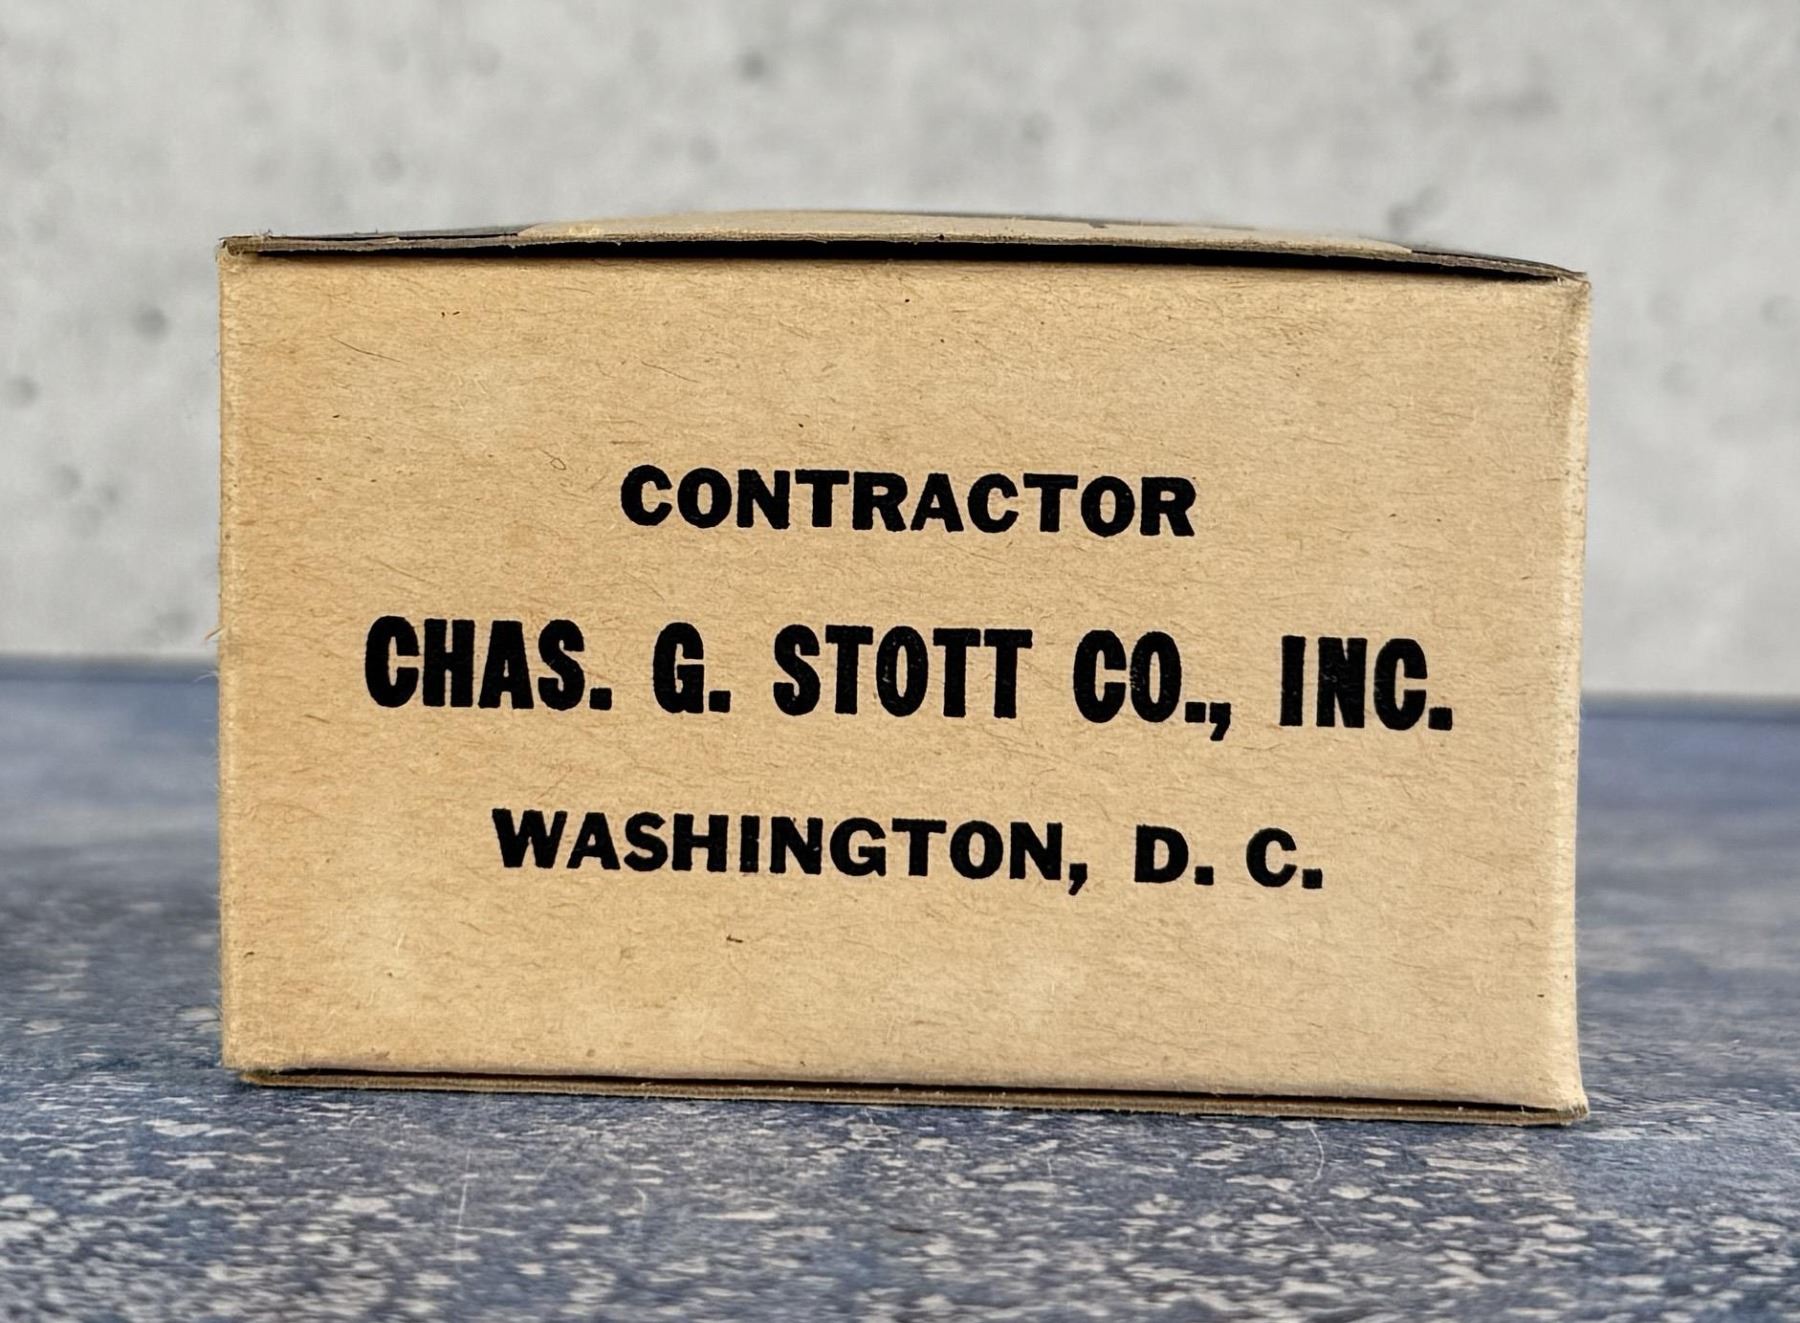 CONTRACTOR
CHAS. G. STOTT CO., INC.
WASHINGTON, D. C.